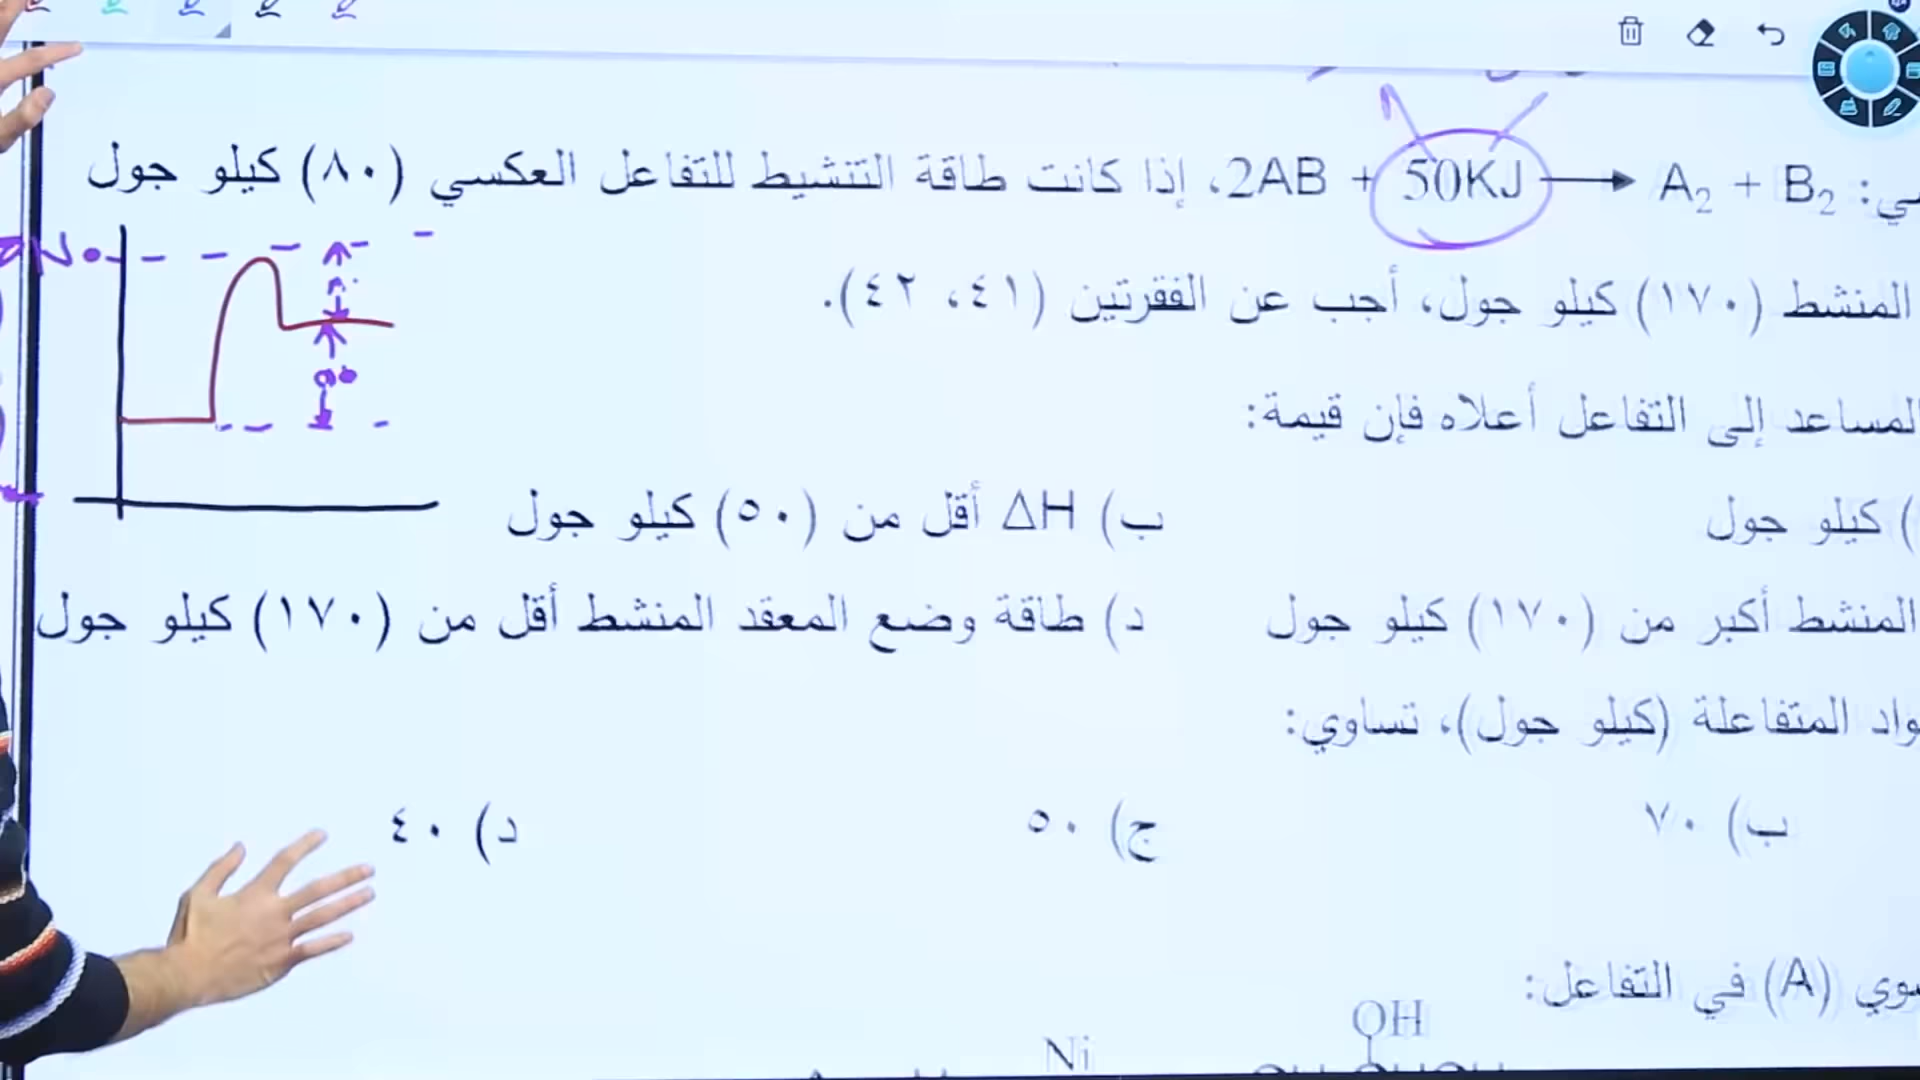 2AB + 50KJ ⟶ A₂ + B₂، إذا كانت طاقة التنشيط للتفاعل العكسي (٨٠) كيلو جول
المنشط (١٧٠) كيلو جول، أجب عن الفقرتين (٤١، ٤٢).
المساعد إلى التفاعل أعلاه فإن قيمة:
) كيلو جول
ب) ΔH أقل من (٥٠) كيلو جول
المنشط أكبر من (١٧٠) كيلو جول
د) طاقة وضع المعقد المنشط أقل من (١٧٠) كيلو جول
المتفاعلة (كيلو جول)، تساوي:
ب) ٧٠
ج) ٥٠
د) ٤٠
(A) في التفاعل:
OH
Ni